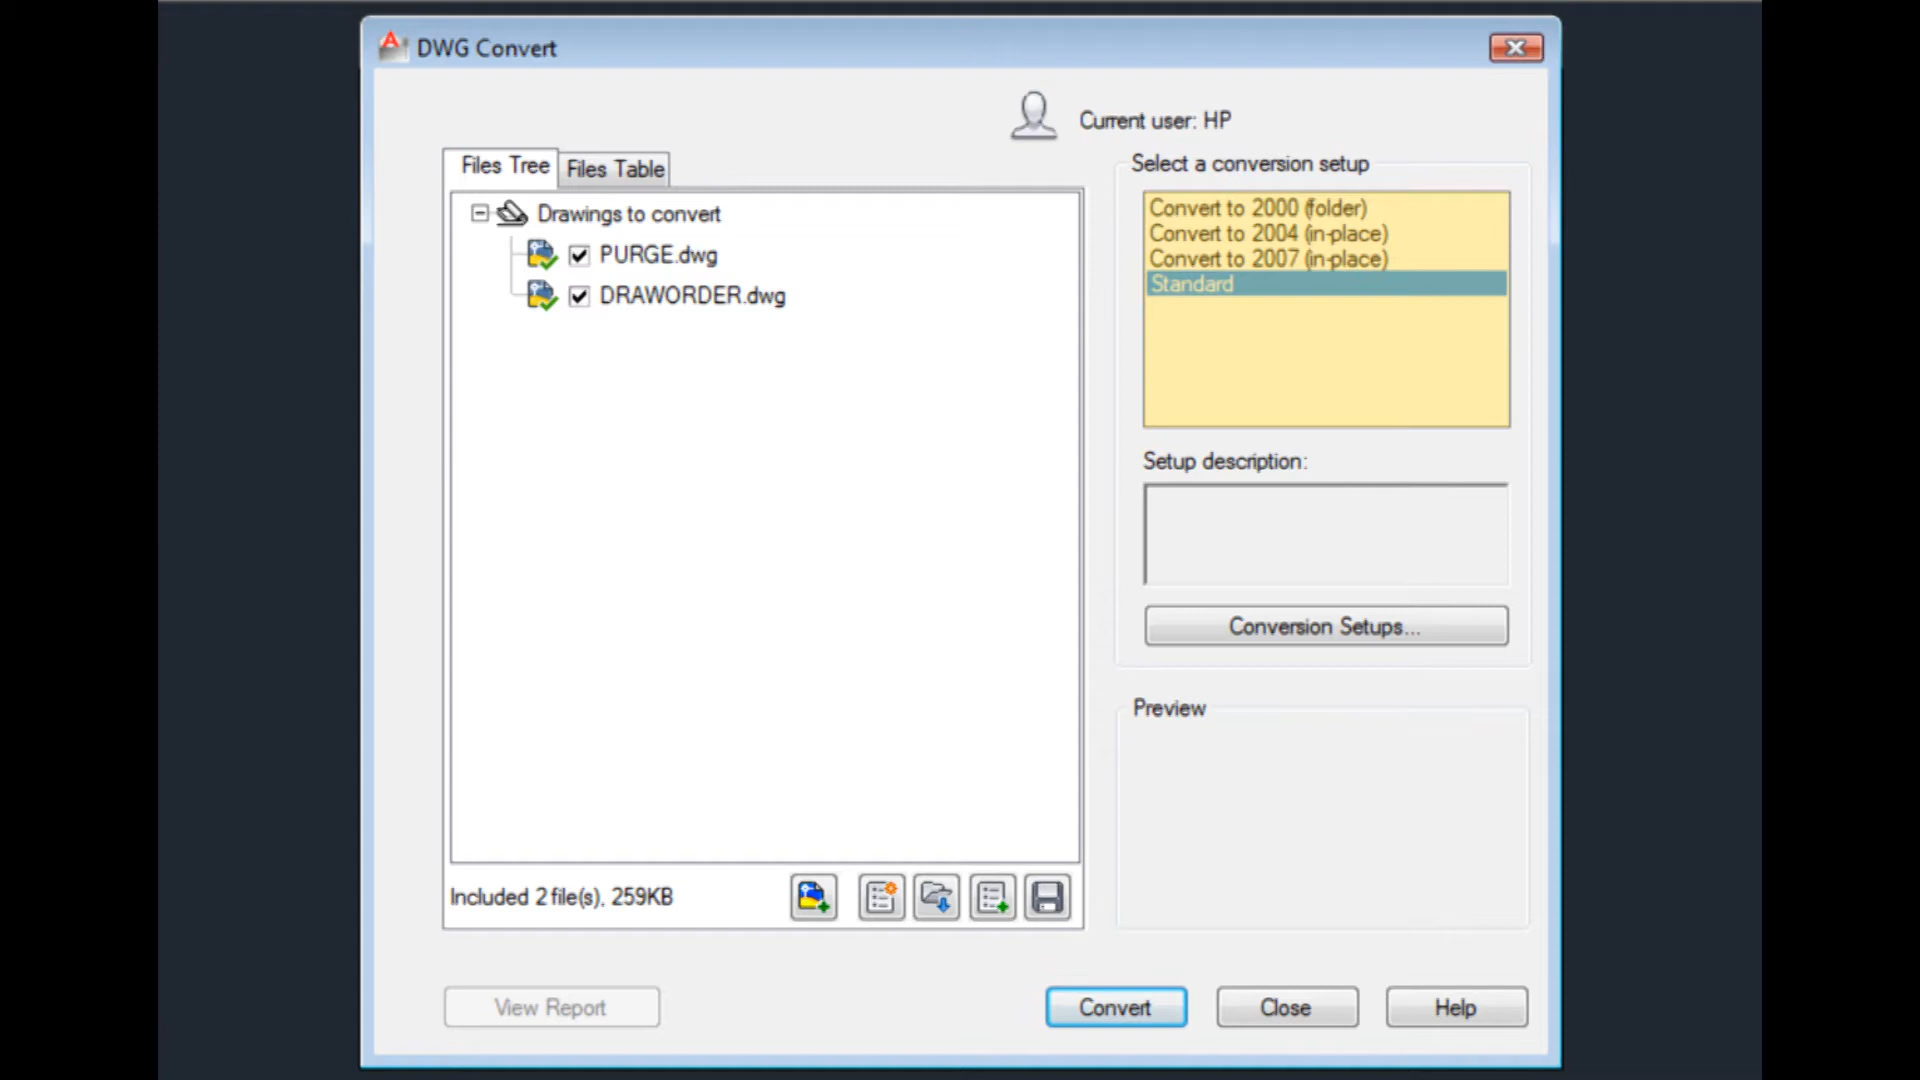 DWG Convert
Current user: HP
Files Tree
Files Table
Drawings to convert
PURGE.dwg
DRAWORDER.dwg
Included 2 file(s), 259KB
Select a conversion setup
Convert to 2000 (folder)
Convert to 2004 (in-place)
Convert to 2007 (in-place)
Standard
Setup description:
Conversion Setups...
Preview
View Report
Convert
Close
Help